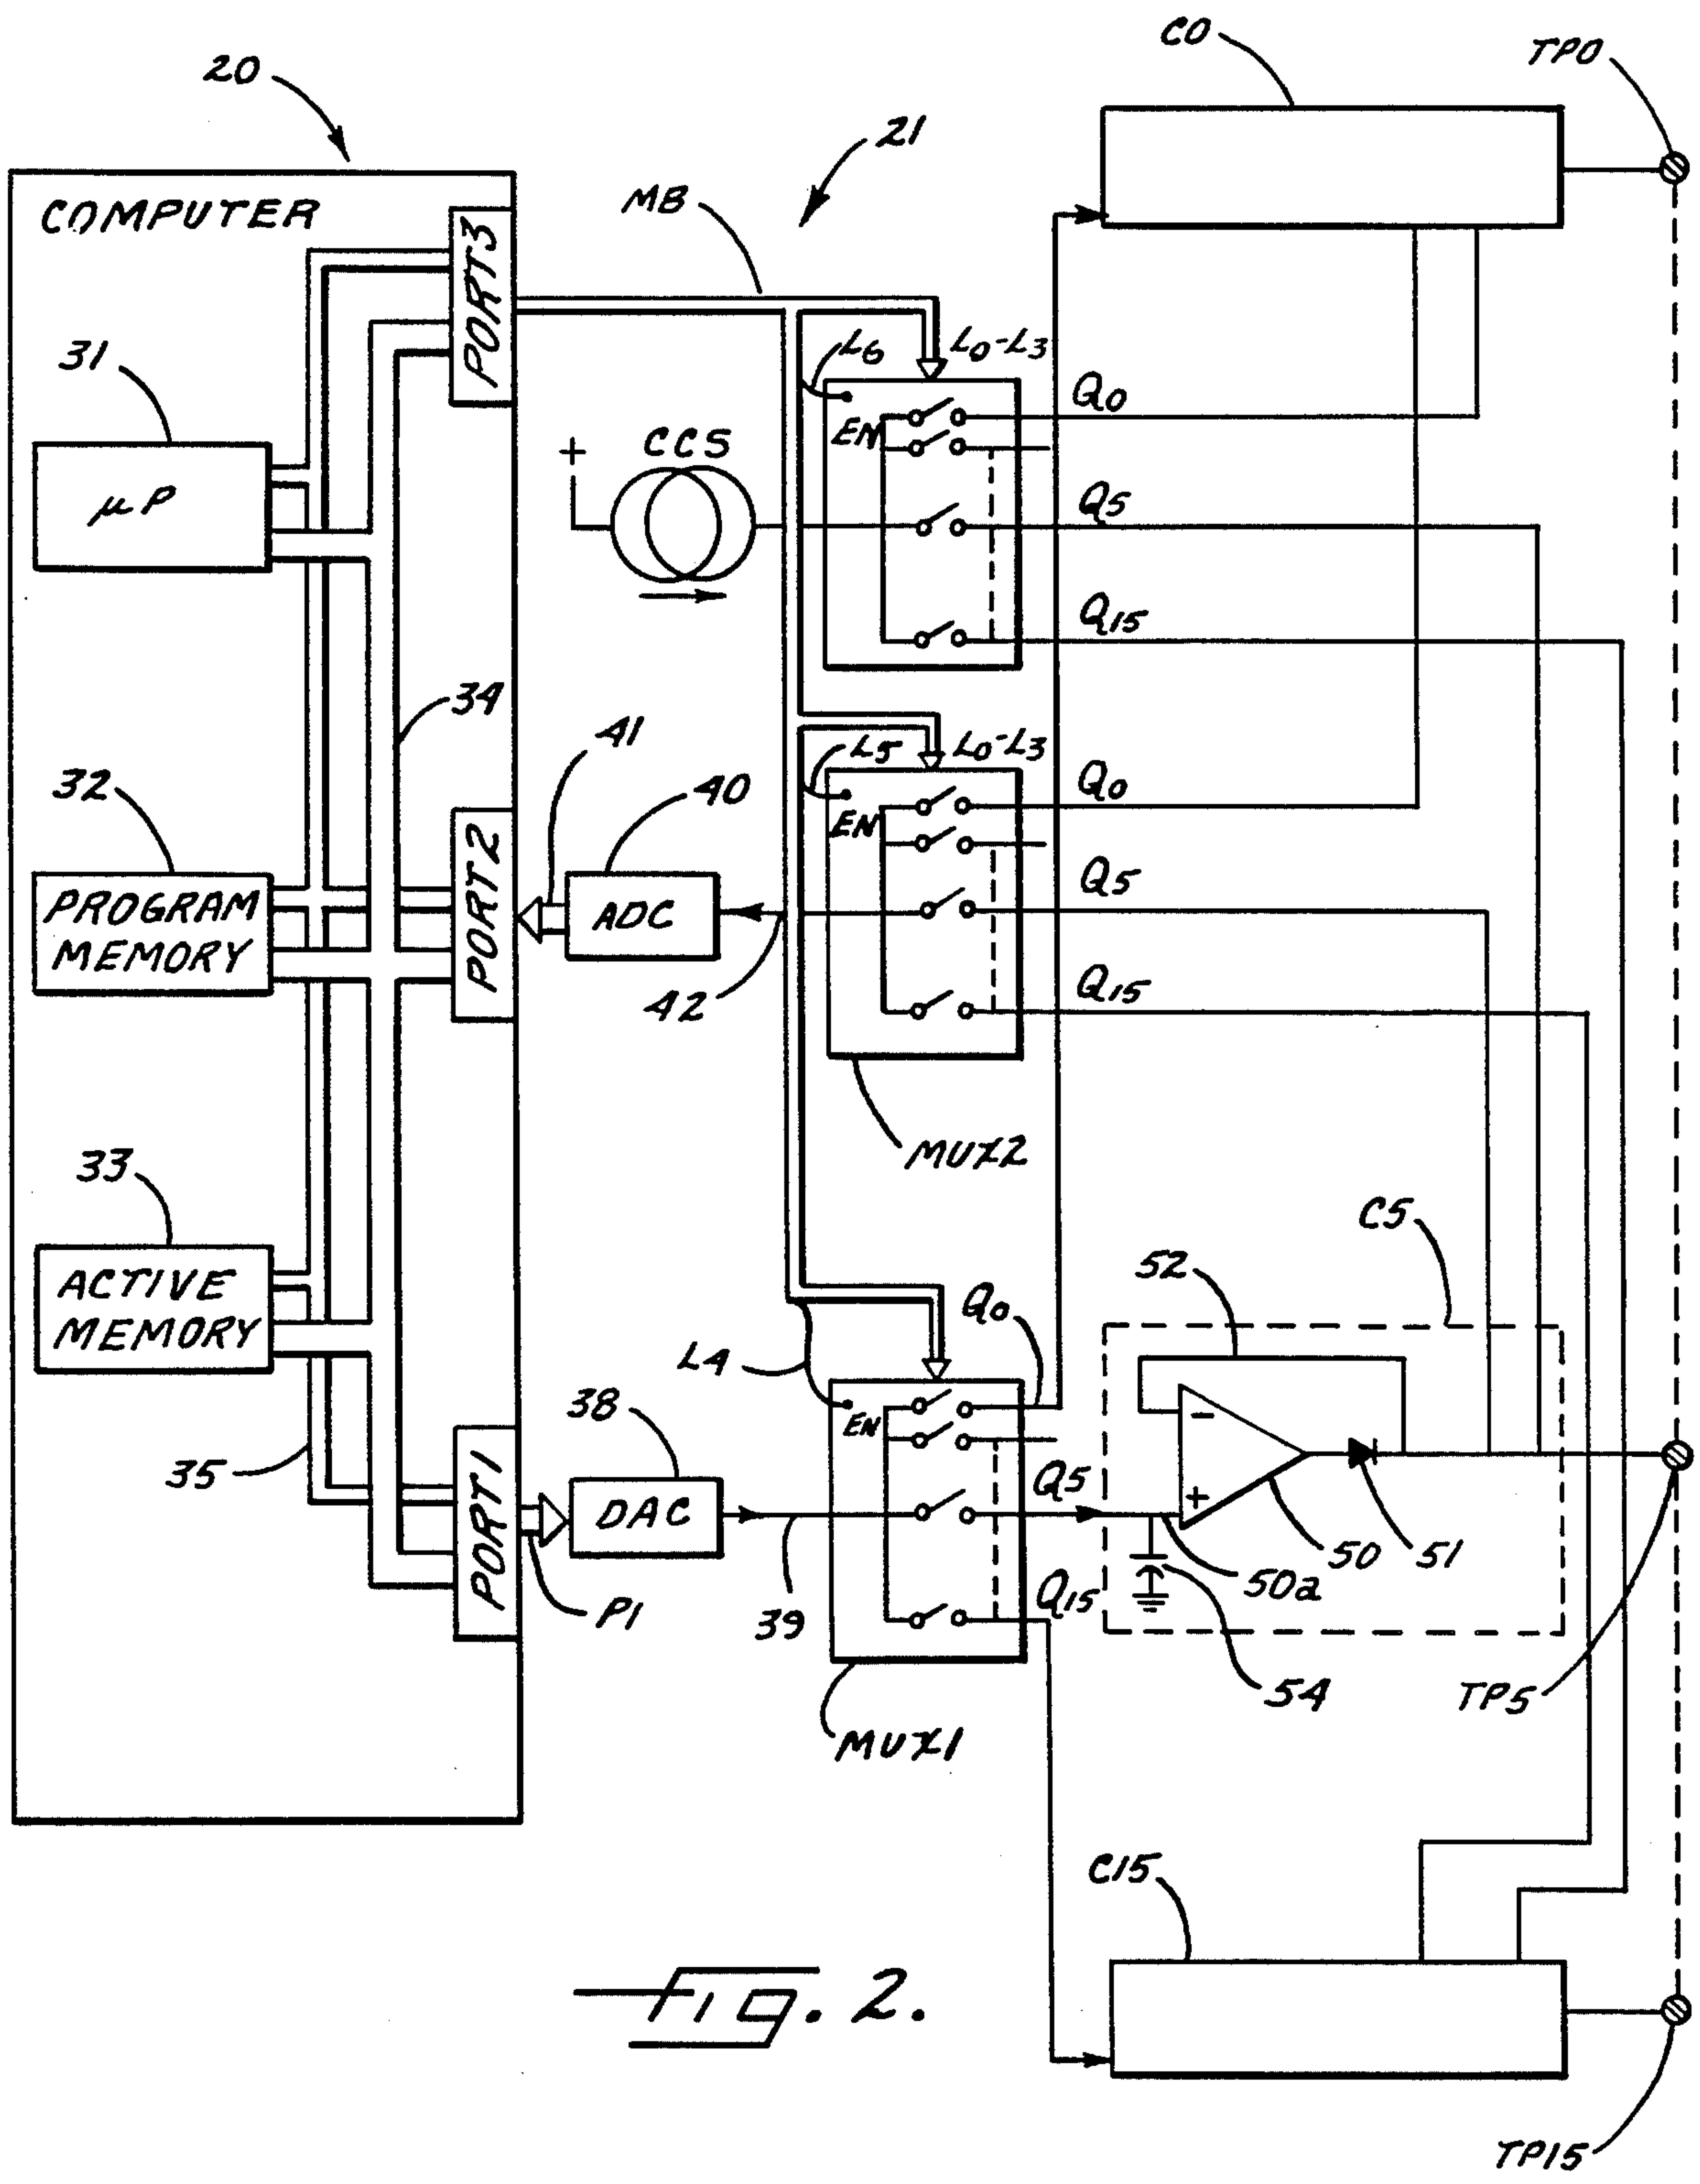 CO
TPO
20
21
COMPUTER
MB
PORT3
31
L6
L0-L3
Q0
EN
+
CCS
µP
Q5
Q15
34
41
L5
L0-L3
32
40
Q0
EN
PORT2
PROGRAM
MEMORY
ADC
Q5
42
Q15
MUX2
33
C5
52
ACTIVE
MEMORY
Q0
L4
38
EN
-
35
PORT1
DAC
Q5
+
50
51
50a
P1
39
Q15
54
TP5
MUX1
C15
Fig. 2.
TP15